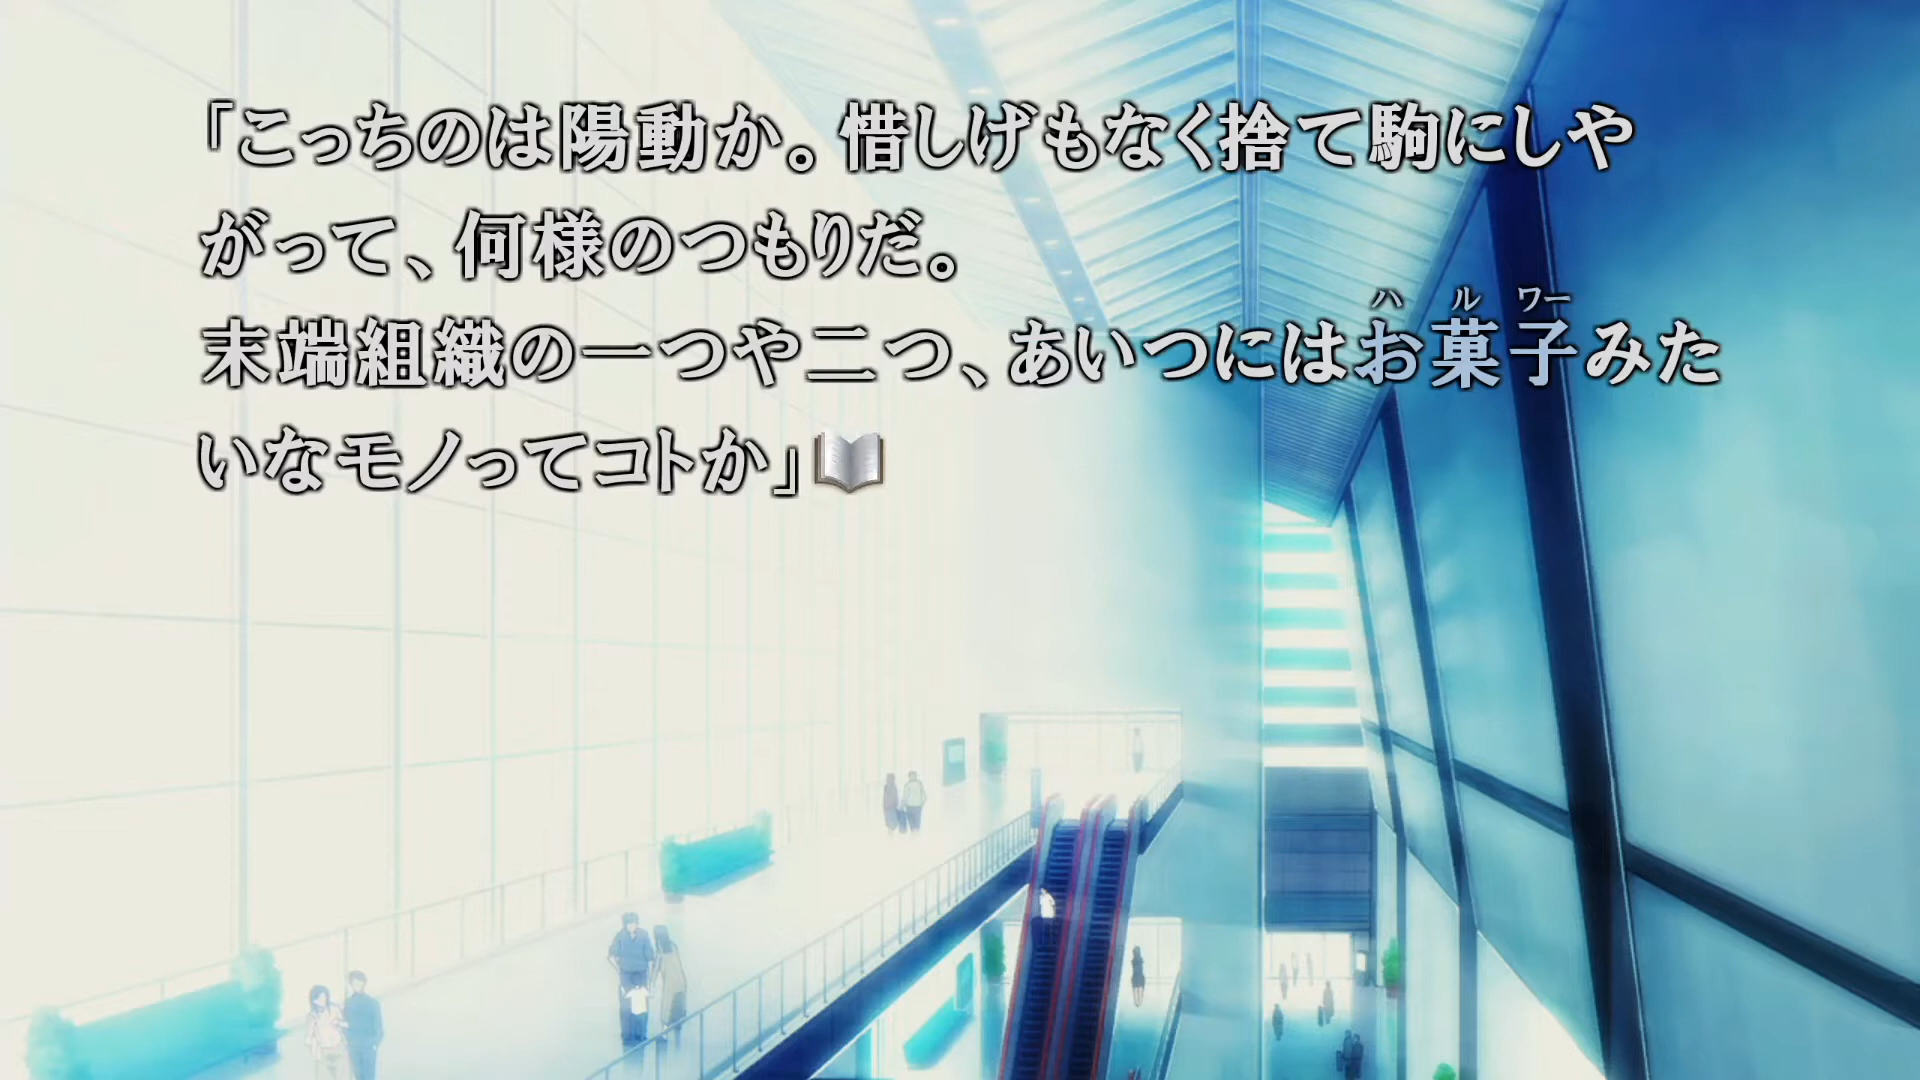 「こっちのは陽動か。惜しげもなく捨て駒にしや
がって、何様のつもりだ。
ハルワー
末端組織の一つや二つ、あいつにはお菓子みた
いなモノってコトか」